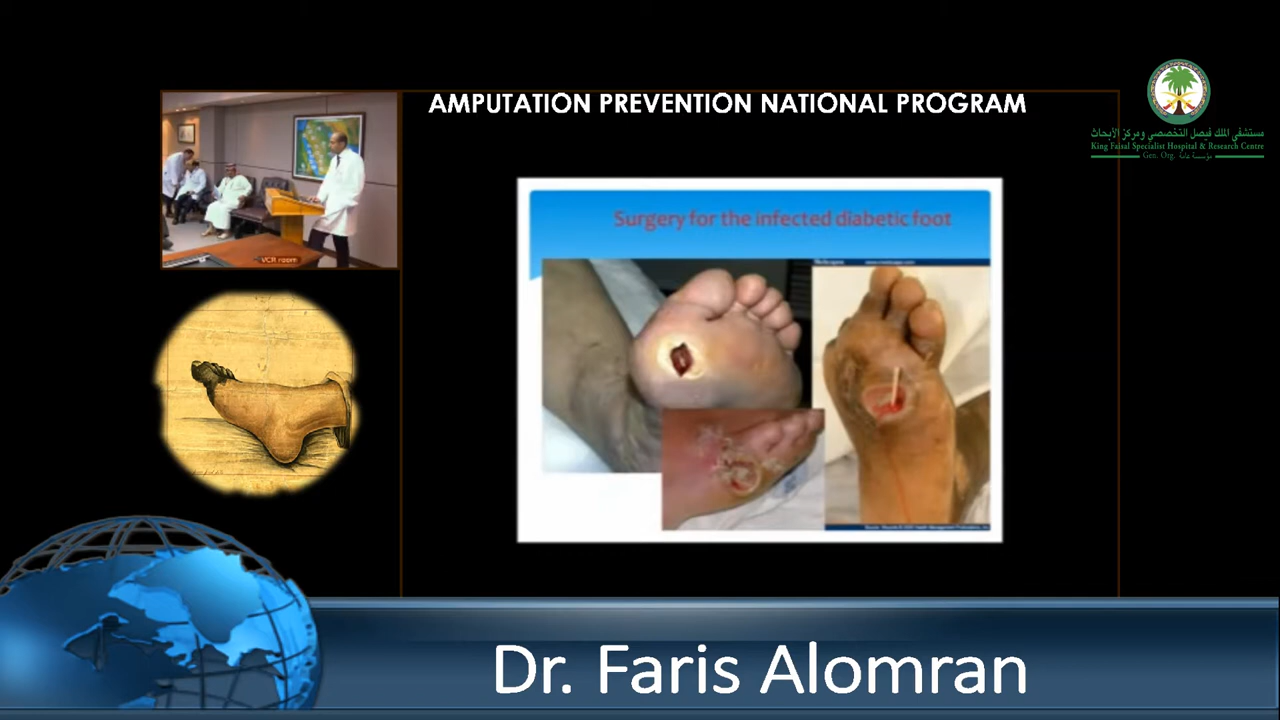 AMPUTATION PREVENTION NATIONAL PROGRAM
مستشفى الملك فيصل التخصصي ومركز الأبحاث
King Faisal Specialist Hospital & Research Centre
Gen. Org. مؤسسة عامة
Surgery for the infected diabetic foot
VCR room
Dr. Faris Alomran